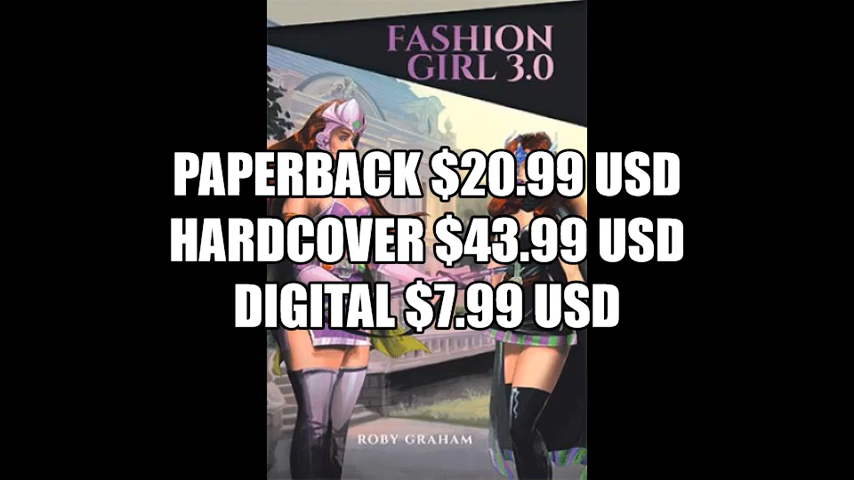 FASHION
GIRL 3.0
PAPERBACK $20.99 USD
HARDCOVER $43.99 USD
DIGITAL $7.99 USD
ROBY GRAHAM